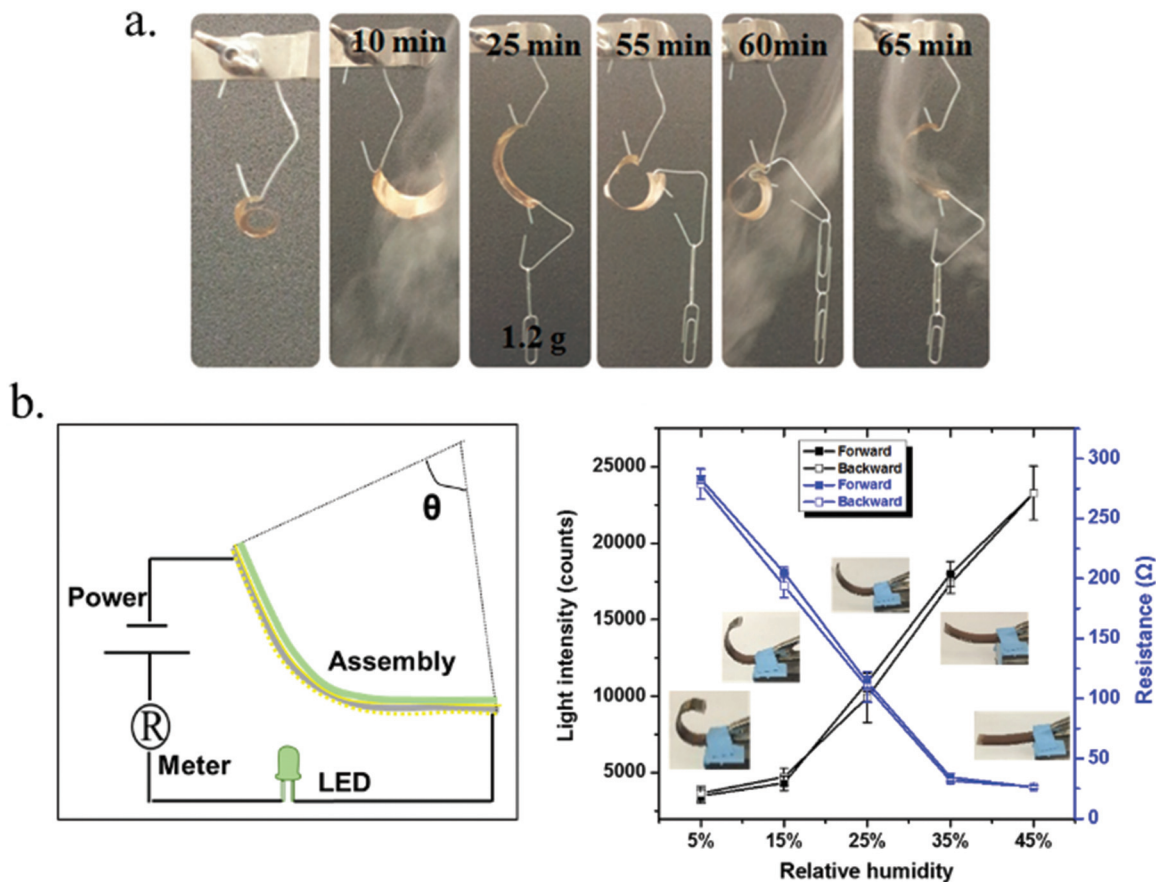 a.
10 min
25 min
55 min
60min
65 min
1.2 g
b.
Power
Meter
R
LED
Assembly
θ
Forward
Backward
Forward
Backward
Light intensity (counts)
25000
20000
15000
10000
5000
Resistance (Ω)
300
250
200
150
100
50
0
5%
15%
25%
35%
45%
Relative humidity